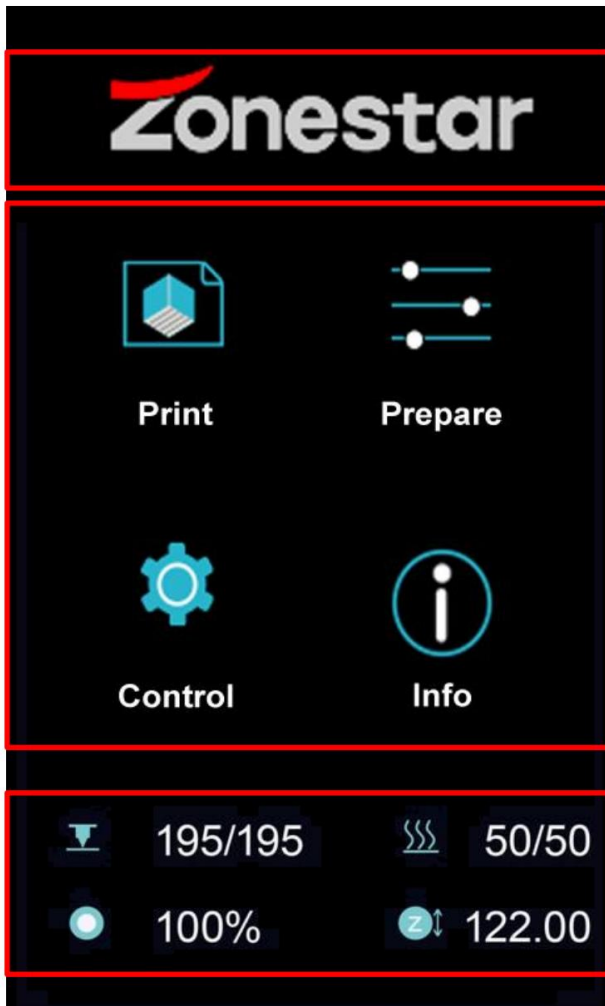 Zonestar
Print Prepare
Control Info
195/195 50/50
100% Z 122.00